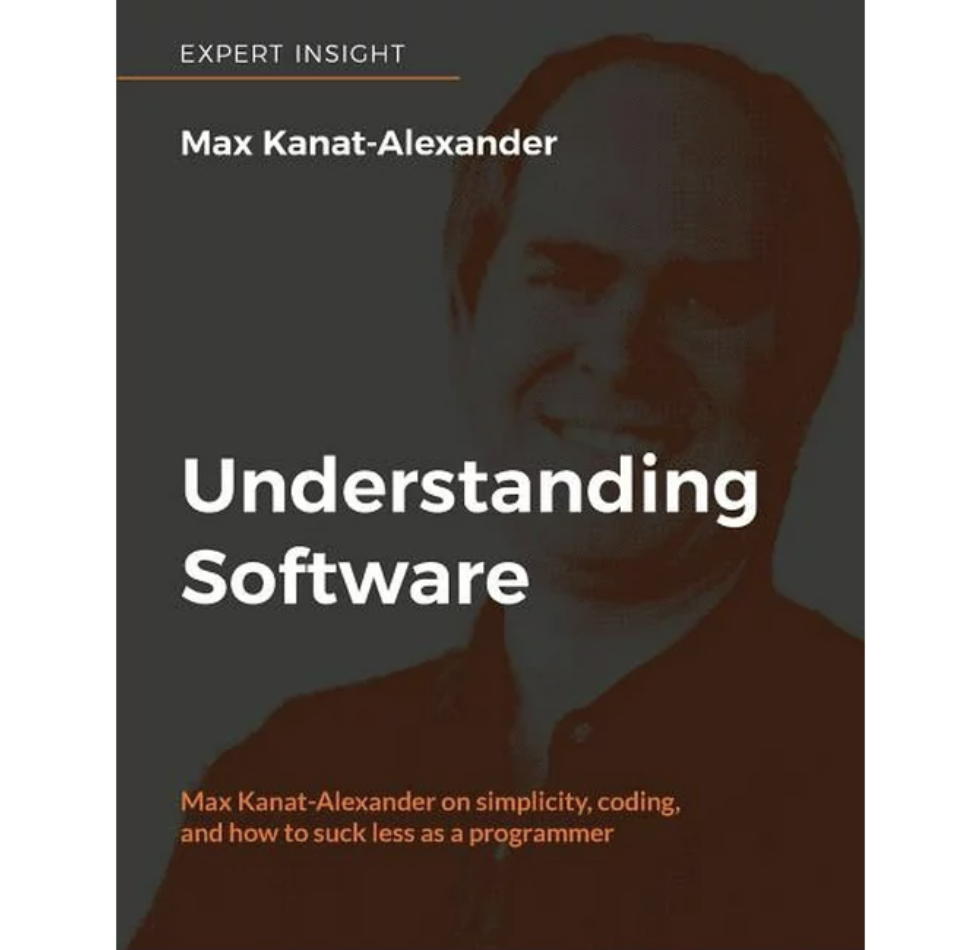 EXPERT INSIGHT
Max Kanat-Alexander
Understanding
Software
Max Kanat-Alexander on simplicity, coding,
and how to suck less as a programmer